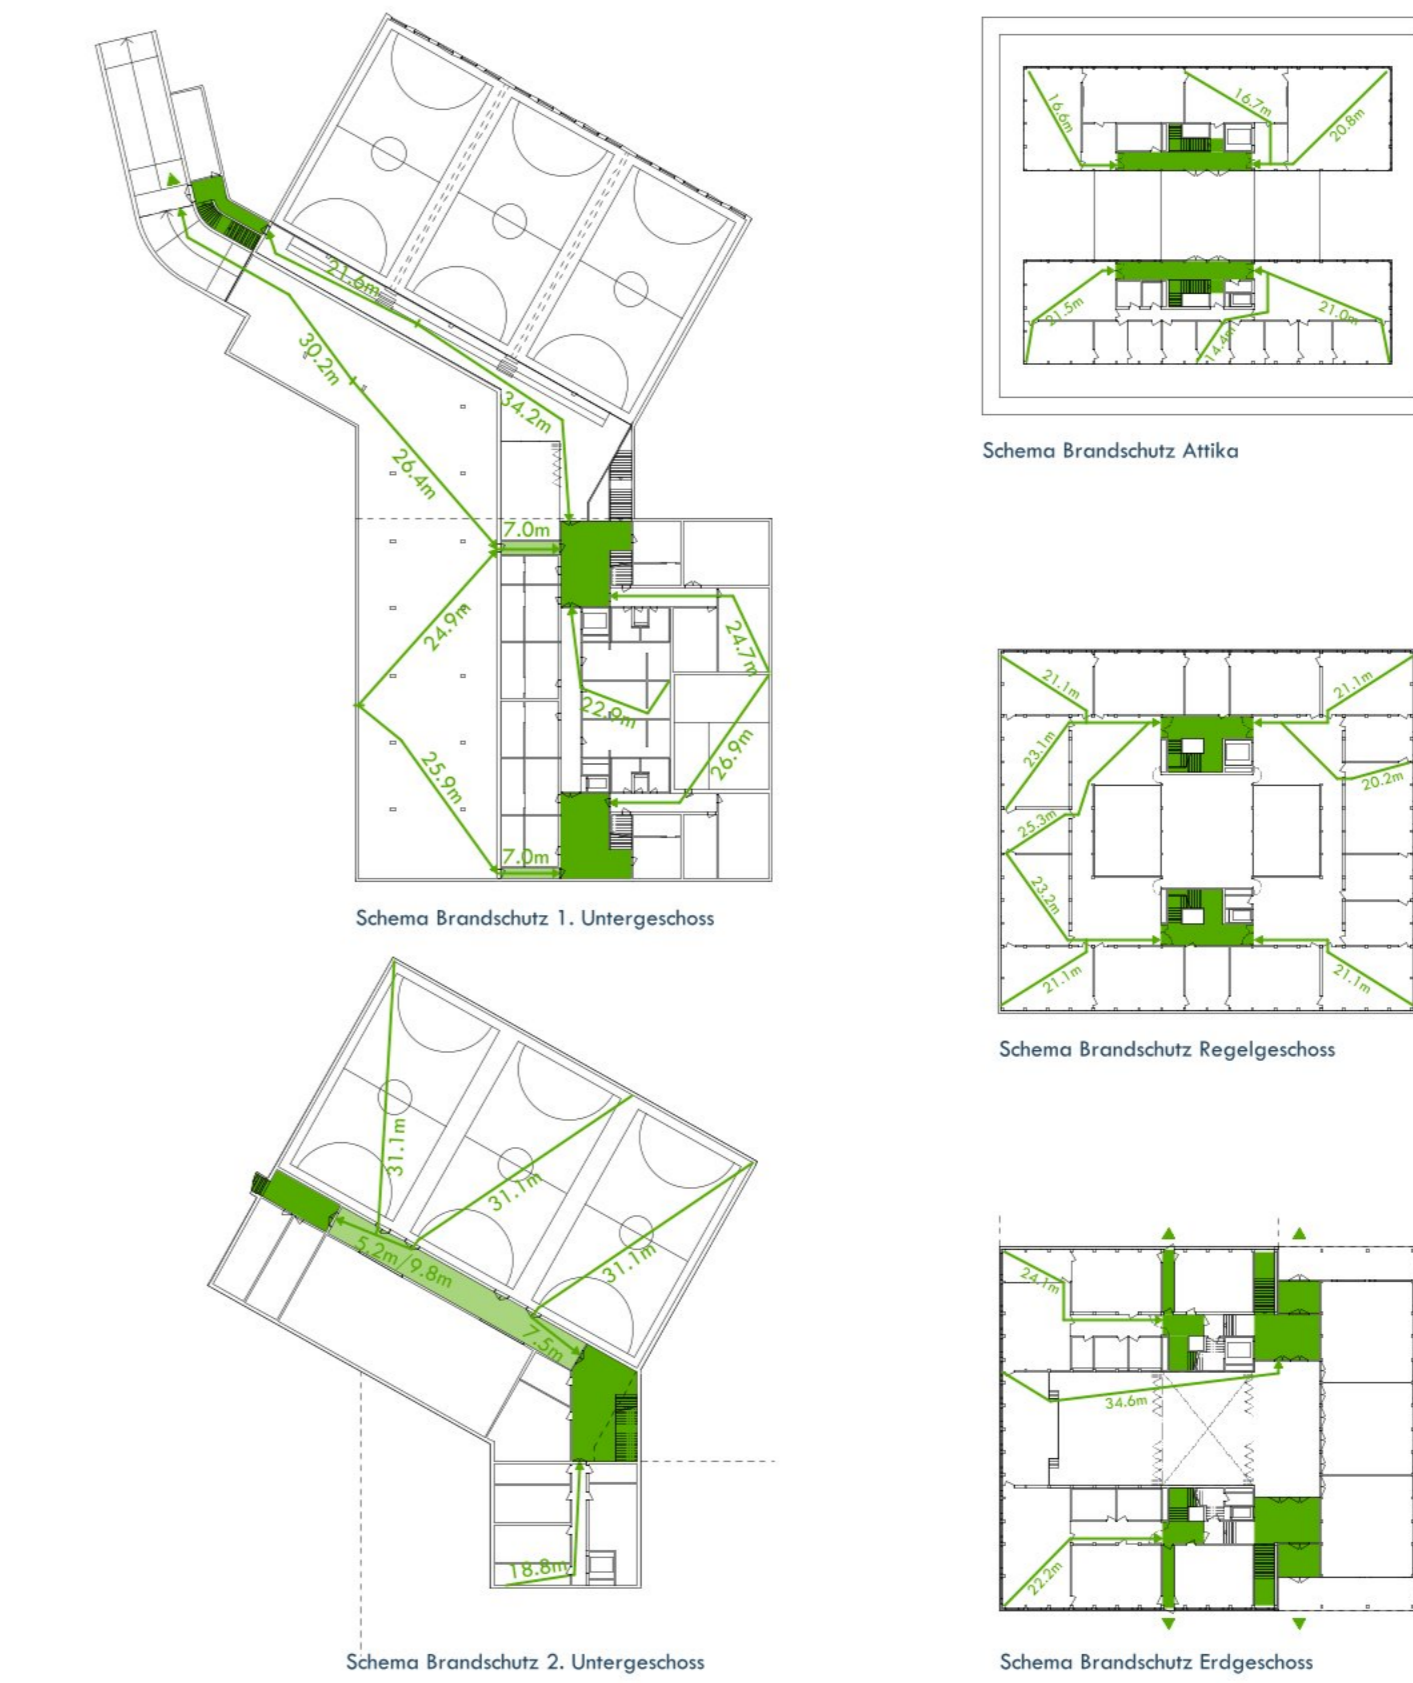 21.6m
30.2m
34.2m
26.4m
7.0m
24.9m
24.7m
22.9m
26.9m
25.9m
7.0m
Schema Brandschutz 1. Untergeschoss
31.1m
31.1m
31.1m
5.2m/9.8m
7.5m
18.8m
Schema Brandschutz 2. Untergeschoss
16.6m
16.7m
20.8m
21.5m
14.4m
21.0m
Schema Brandschutz Attika
21.1m
21.1m
23.1m
20.2m
25.3m
23.2m
21.1m
21.1m
Schema Brandschutz Regelgeschoss
24.1m
34.6m
22.2m
Schema Brandschutz Erdgeschoss